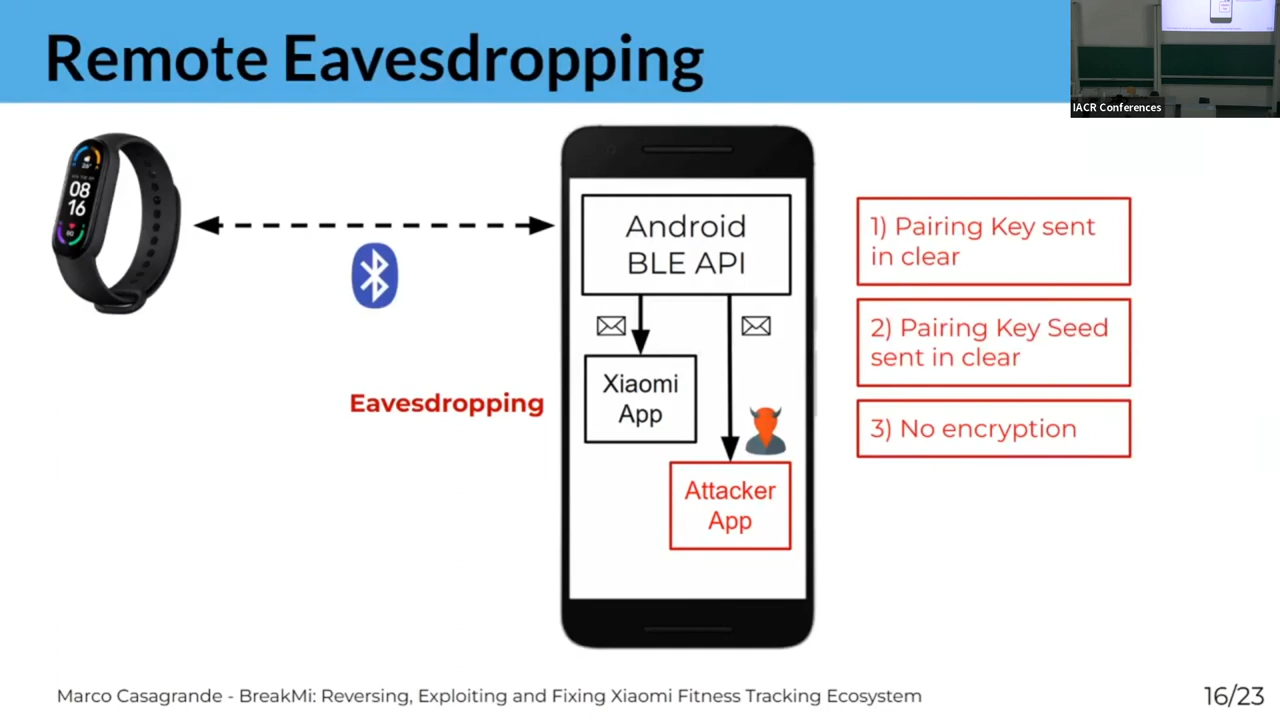 Remote Eavesdropping
IACR Conferences
08
16
Android
BLE API
Xiaomi
App
Eavesdropping
Attacker
App
1) Pairing Key sent
in clear
2) Pairing Key Seed
sent in clear
3) No encryption
Marco Casagrande - BreakMi: Reversing, Exploiting and Fixing Xiaomi Fitness Tracking Ecosystem
16/23